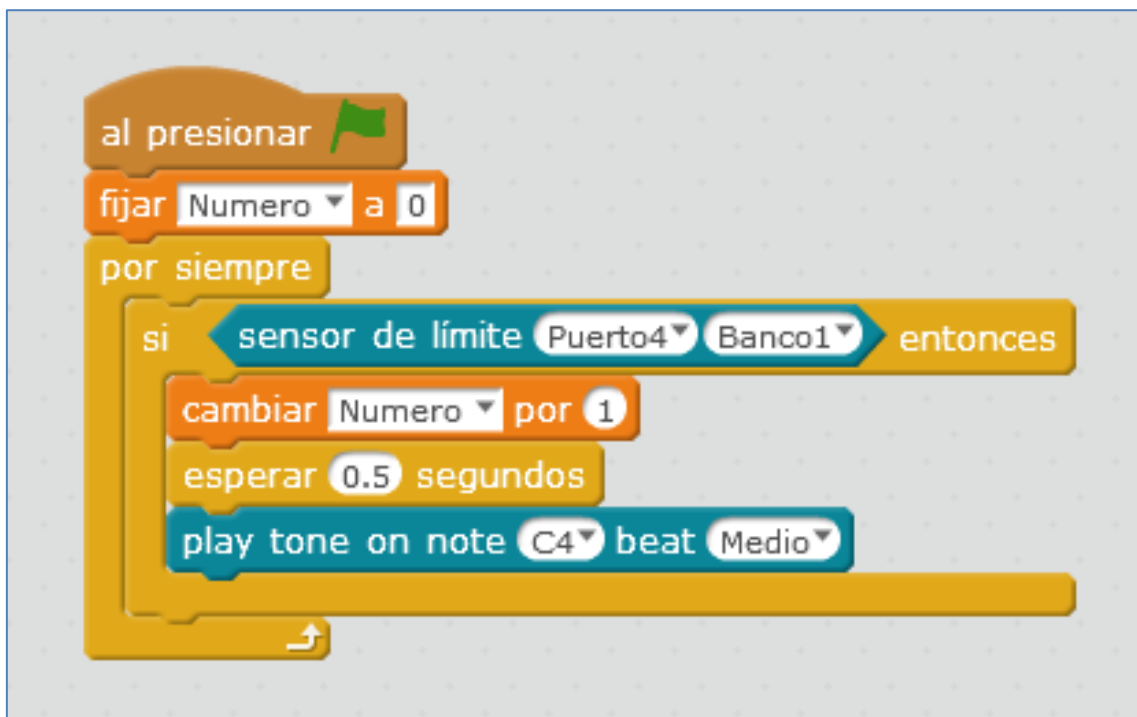 al presionar
fijar Numero a 0
por siempre
si sensor de límite Puerto4 Banco1 entonces
cambiar Numero por 1
esperar 0.5 segundos
play tone on note C4 beat Medio